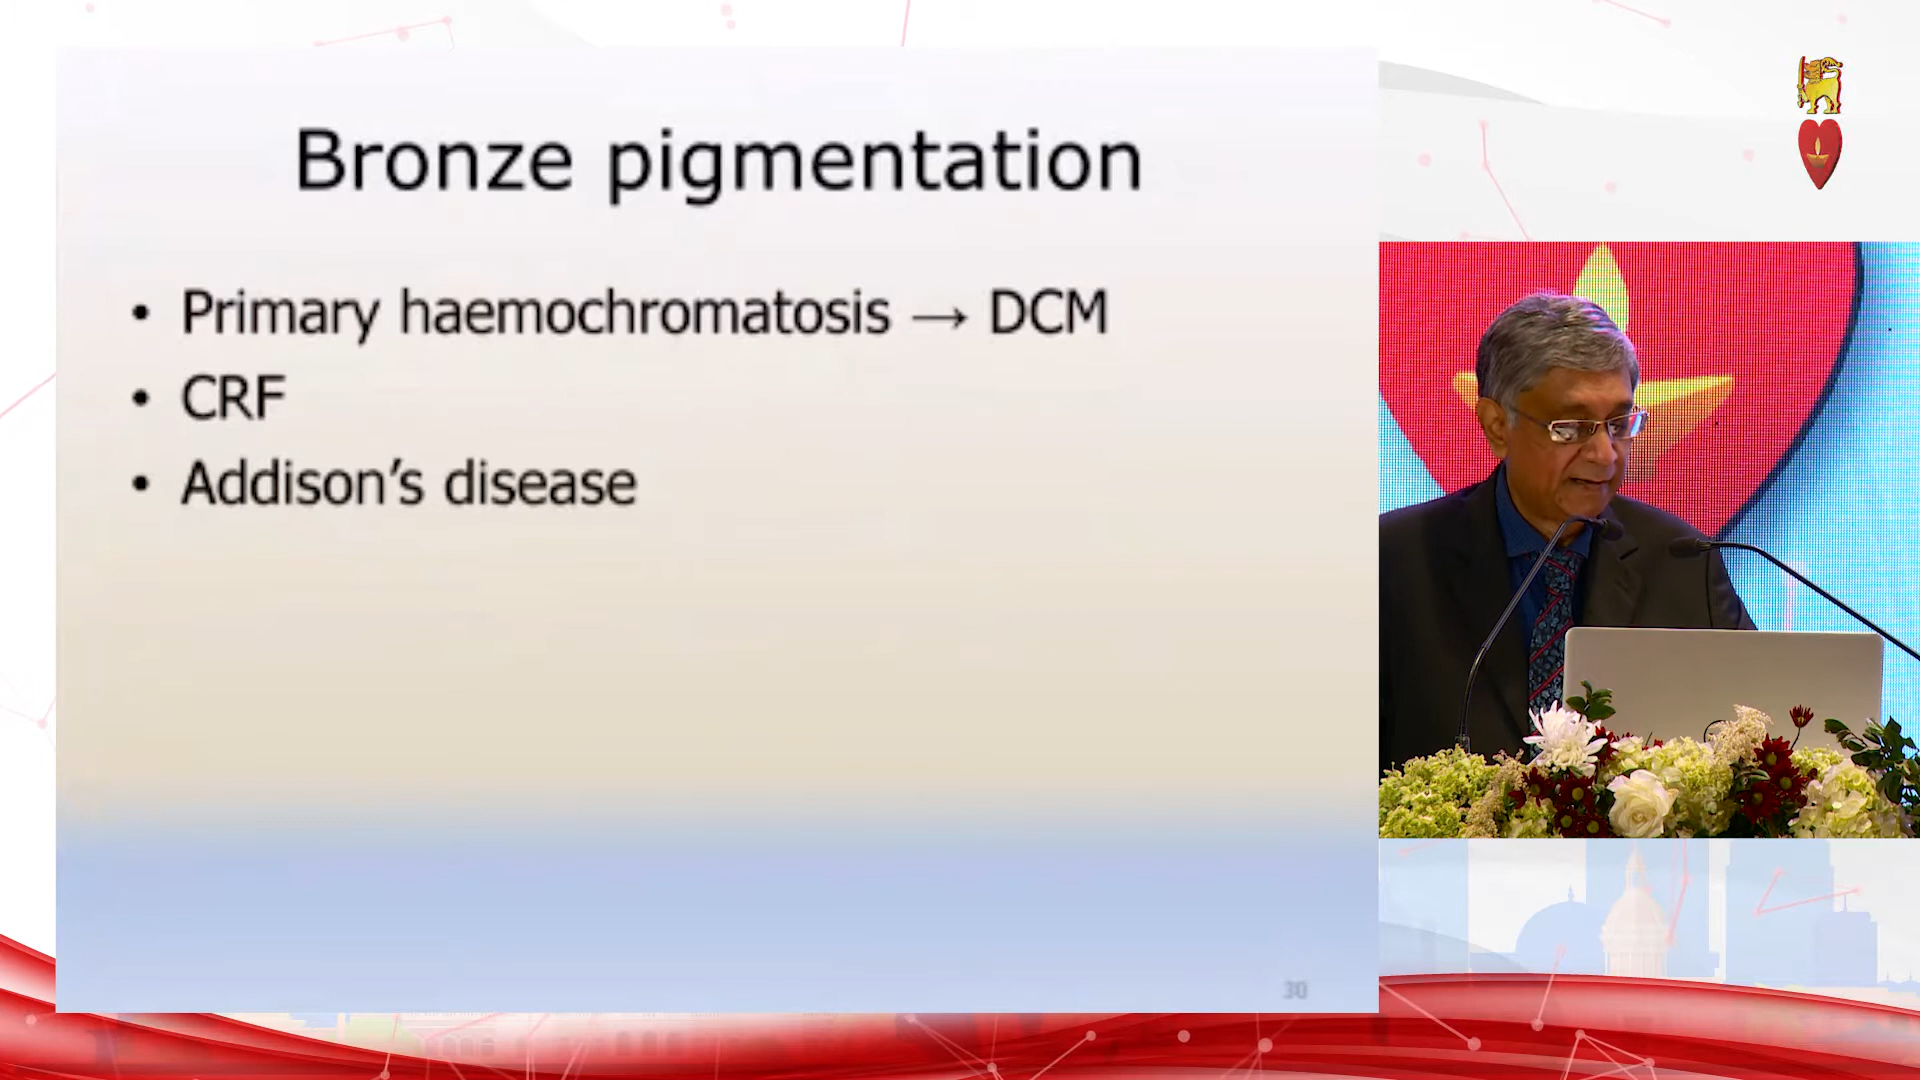 Bronze pigmentation
• Primary haemochromatosis → DCM
• CRF
• Addison’s disease
30